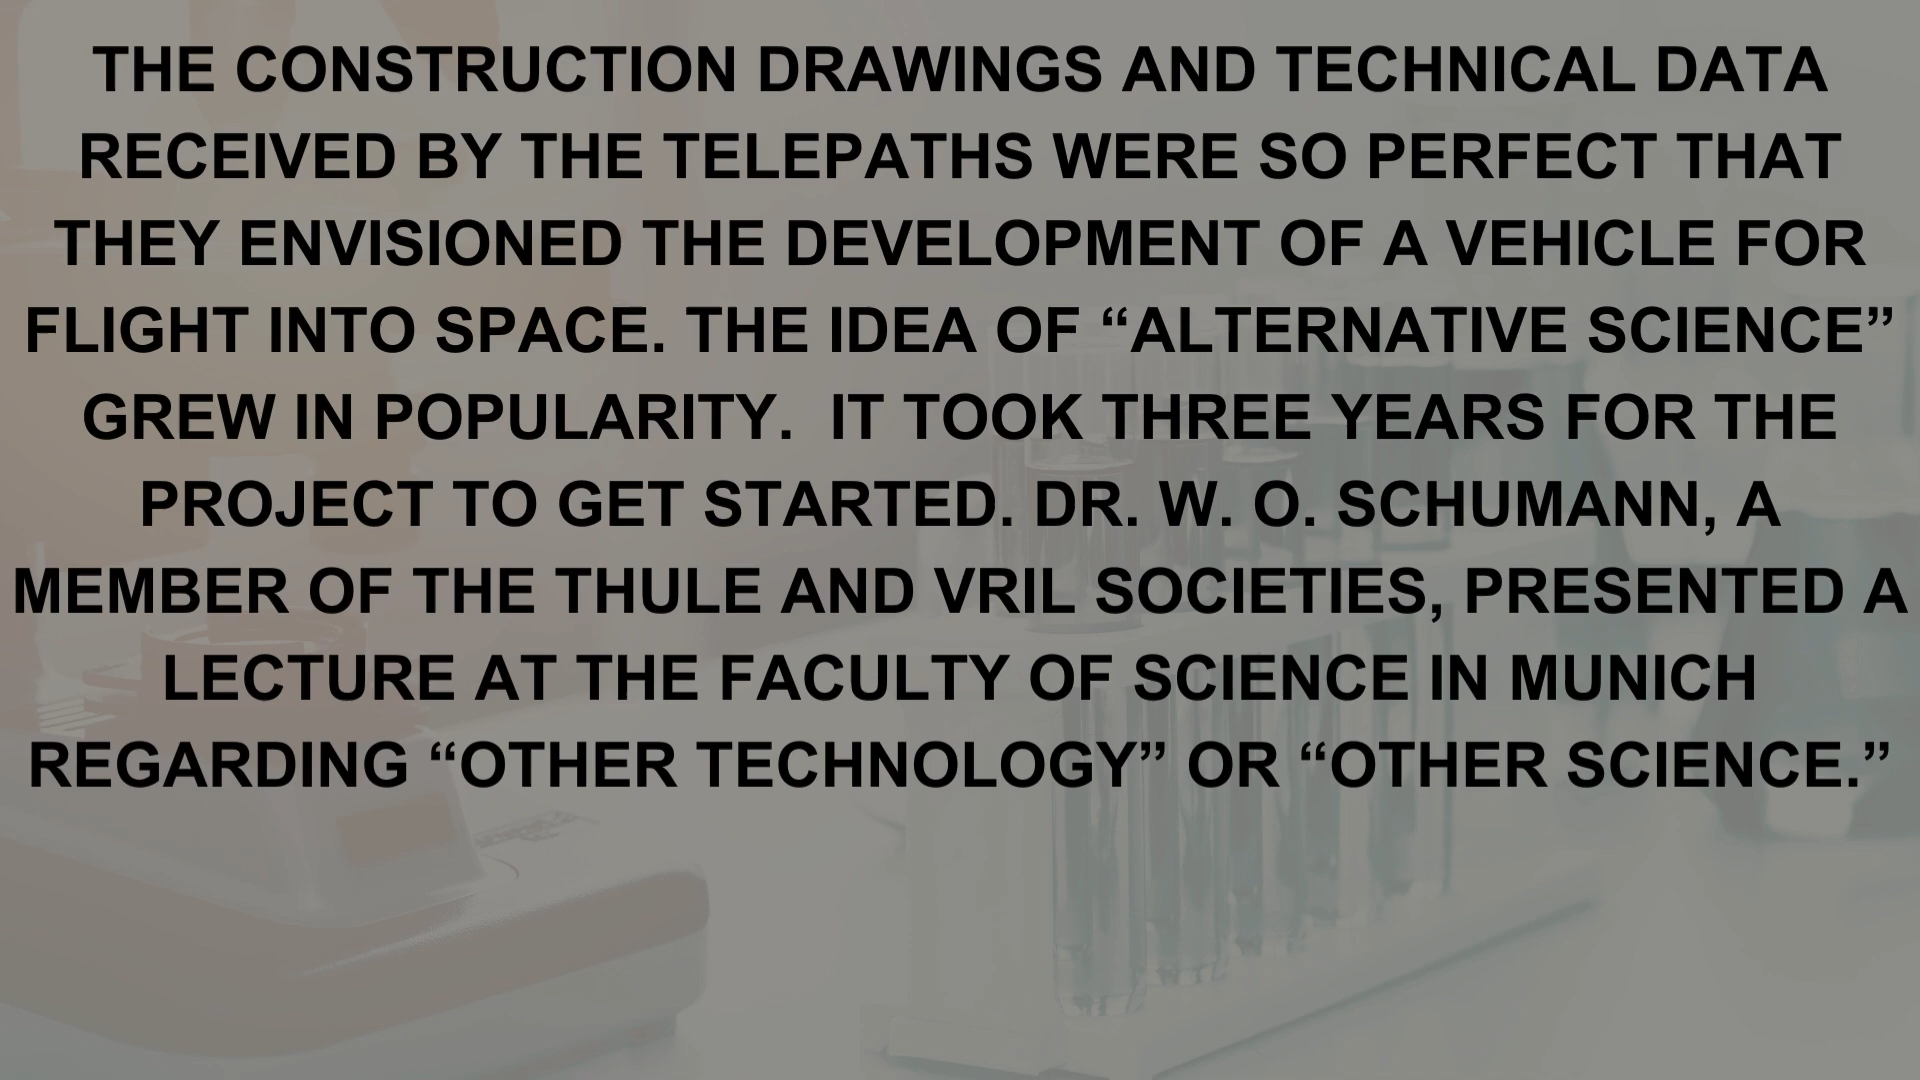 THE CONSTRUCTION DRAWINGS AND TECHNICAL DATA
RECEIVED BY THE TELEPATHS WERE SO PERFECT THAT
THEY ENVISIONED THE DEVELOPMENT OF A VEHICLE FOR
FLIGHT INTO SPACE. THE IDEA OF “ALTERNATIVE SCIENCE”
GREW IN POPULARITY.  IT TOOK THREE YEARS FOR THE
PROJECT TO GET STARTED. DR. W. O. SCHUMANN, A
MEMBER OF THE THULE AND VRIL SOCIETIES, PRESENTED A
LECTURE AT THE FACULTY OF SCIENCE IN MUNICH
REGARDING “OTHER TECHNOLOGY” OR “OTHER SCIENCE.”